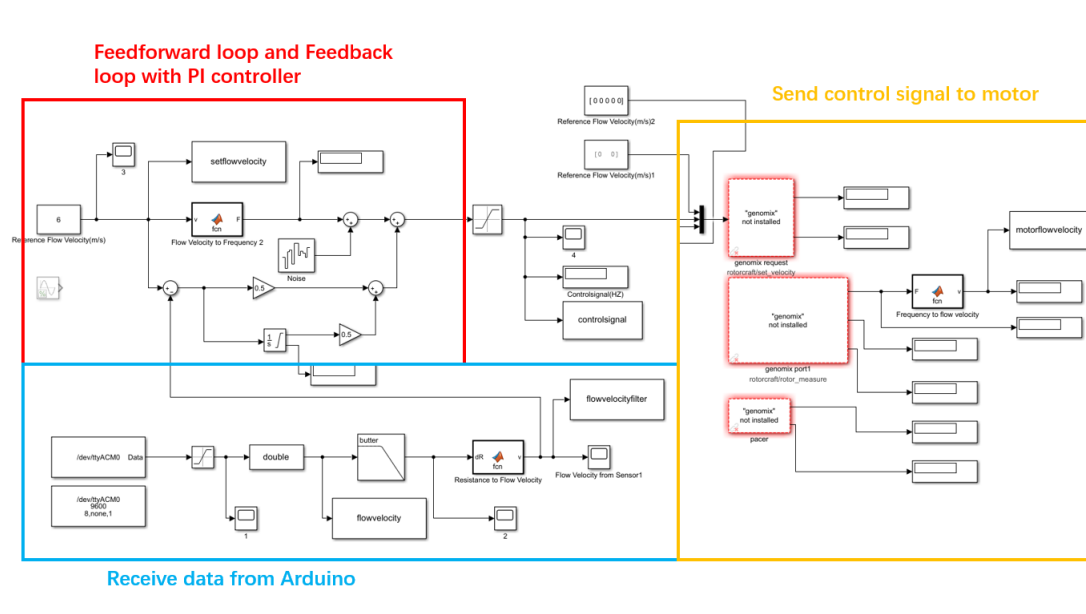 Feedforward loop and Feedback
loop with PI controller
Send control signal to motor
[ 0 0 0 0 0]
Reference Flow Velocity(m/s)2
[0 0]
Reference Flow Velocity(m/s)1
setflowvelocity
3
6
Reference Flow Velocity(m/s)
v
fcn
F
Flow Velocity to Frequency 2
Noise
0.5
1
s
0.5
4
Controlsignal(HZ)
controlsignal
"genomix"
not installed
genomix request
rotorcraft/set_velocity
"genomix"
not installed
genomix port1
rotorcraft/rotor_measure
"genomix"
not installed
pacer
motorflowvelocity
F
fcn
v
Frequency to flow velocity
flowvelocityfilter
/dev/ttyACM0 Data
/dev/ttyACM0
9600
8,none,1
double
butter
dR
fcn
v
Resistance to Flow Velocity
Flow Velocity from Sensor1
flowvelocity
1
2
Receive data from Arduino